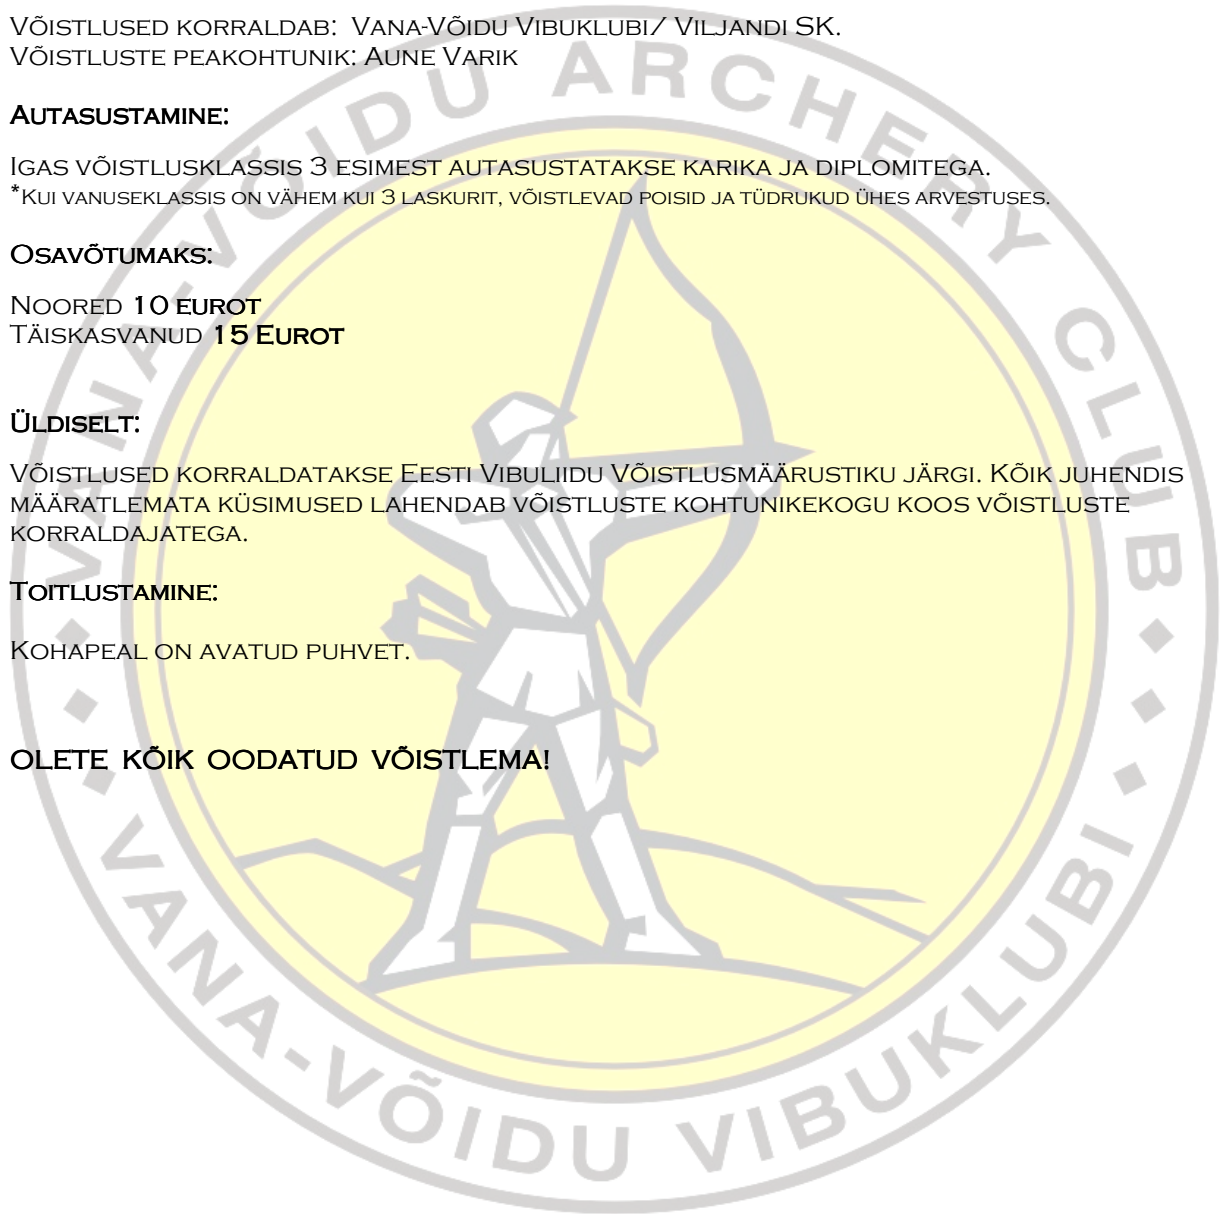 Võistlused korraldab: Vana-Võidu Vibuklubi/ Viljandi SK.
Võistluste peakohtunik: Aune Varik
Autasustamine:
Igas võistlusklassis 3 esimest autasustatakse karika ja diplomitega.
*Kui vanuseklassis on vähem kui 3 laskurit, võistlevad poisid ja tüdrukud ühes arvestuses.
Osavõtumaks:
Noored 10 eurot
Täiskasvanud 15 Eurot
Üldiselt:
Võistlused korraldatakse Eesti Vibuliidu Võistlusmäärustiku järgi. Kõik juhendis
määratlemata küsimused lahendab võistluste kohtunikekogu koos võistluste
korraldajatega.
Toitlustamine:
Kohapeal on avatud puhvet.
OLETE KÕIK OODATUD VÕISTLEMA!
VANA-VÕIDU ARCHERY CLUB
VANA-VÕIDU VIBUKLUBI